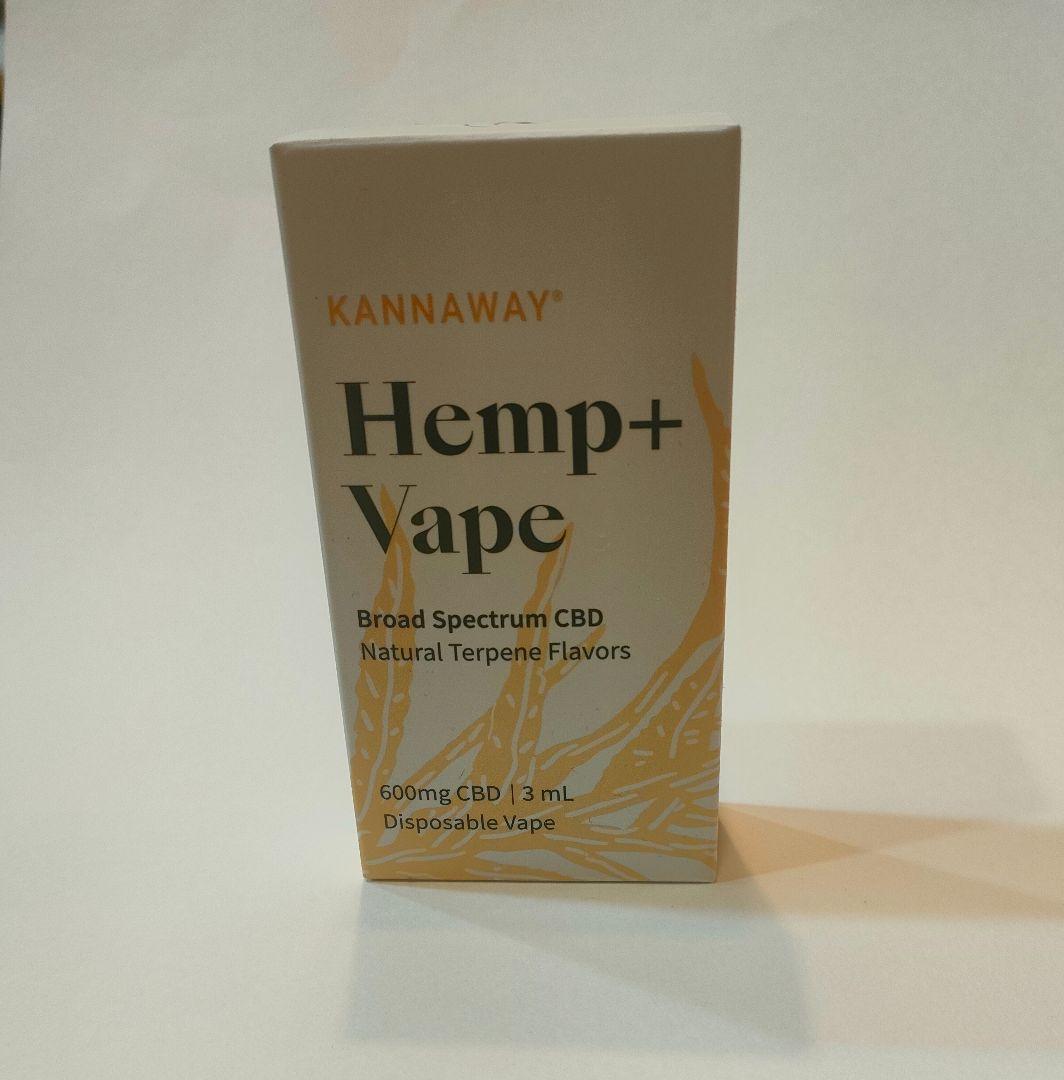 KANNAWAY®
Hemp+
Vape
Broad Spectrum CBD
Natural Terpene Flavors
600mg CBD | 3 mL
Disposable Vape